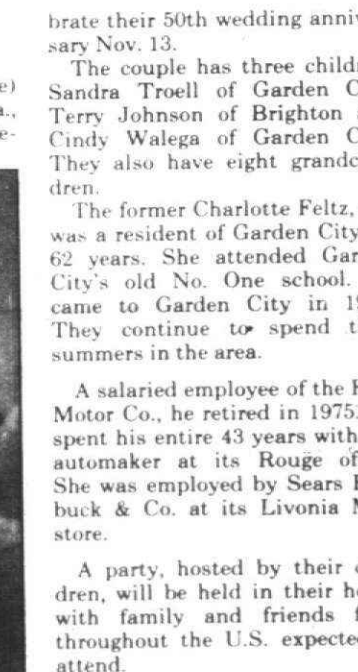 e)
a.,
e-
brate their 50th wedding anniv
sary Nov. 13.
The couple has three childr
Sandra Troell of Garden C
Terry Johnson of Brighton
Cindy Walega of Garden C
They also have eight grandc
dren.
The former Charlotte Feltz,
was a resident of Garden City
62 years. She attended Gar
City's old No. One school.
came to Garden City in 19
They continue to spend t
summers in the area.
A salaried employee of the F
Motor Co., he retired in 1975
spent his entire 43 years with
automaker at its Rouge of
She was employed by Sears R
buck & Co. at its Livonia M
store.
A party, hosted by their c
dren, will be held in their ho
with family and friends f
throughout the U.S. expected
attend.